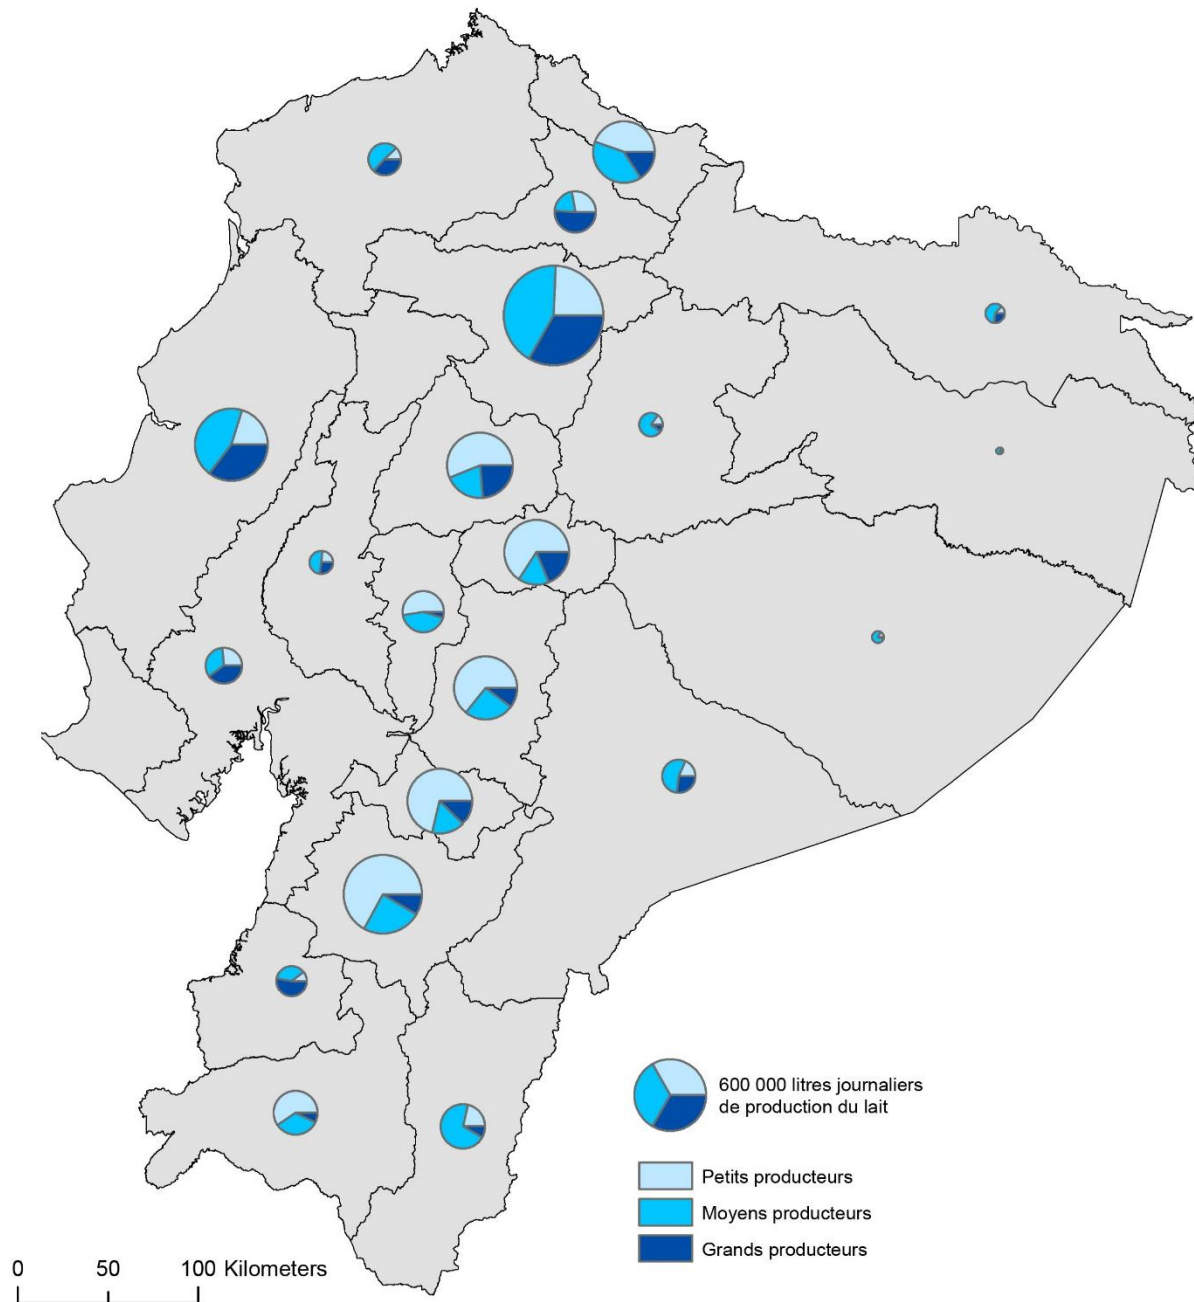 600 000 litres journaliers
de production du lait
Petits producteurs
Moyens producteurs
Grands producteurs
0 50 100 Kilometers